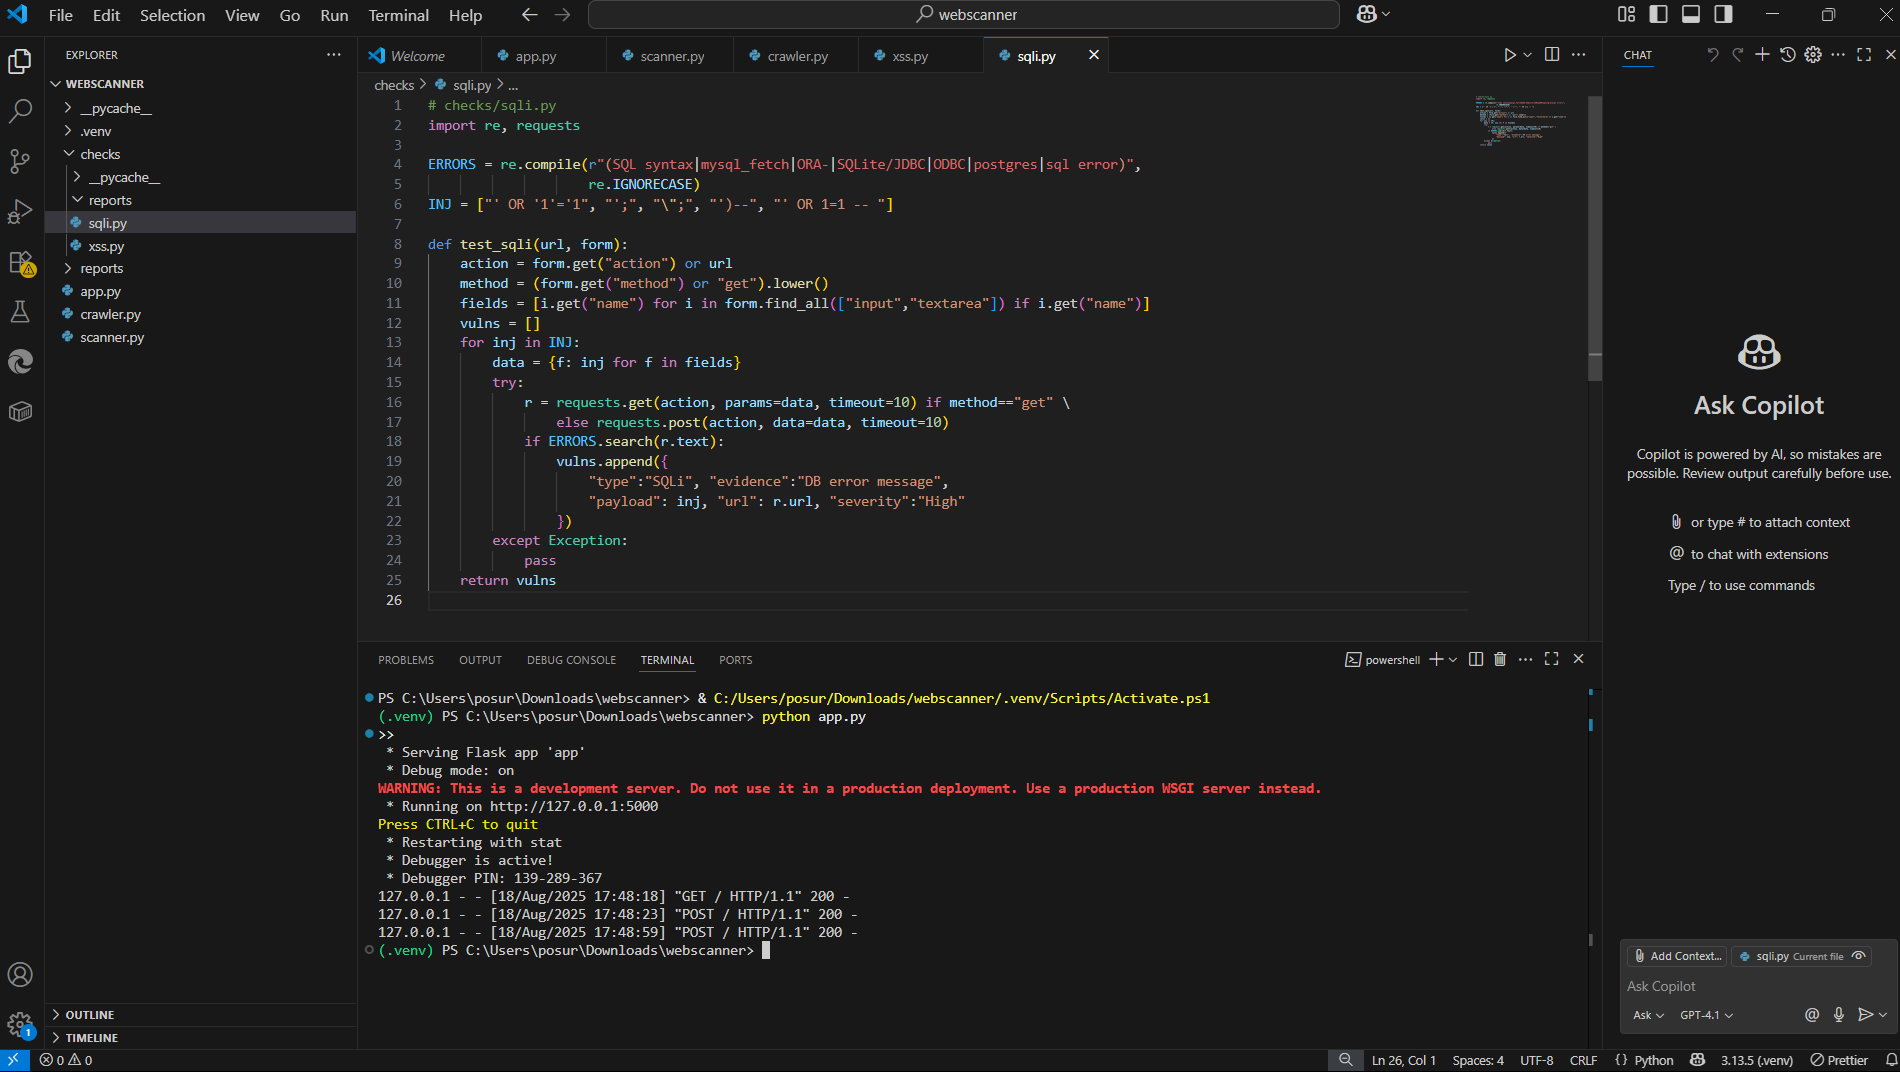 File Edit Selection View Go Run Terminal Help
webscanner
EXPLORER
WEBSCANNER
__pycache__
.venv
checks
__pycache__
reports
sqli.py
xss.py
reports
app.py
crawler.py
scanner.py
OUTLINE
TIMELINE
Welcome app.py scanner.py crawler.py xss.py sqli.py
checks > sqli.py > ...
1 # checks/sqli.py
2 import re, requests
3
4 ERRORS = re.compile(r"(SQL syntax|mysql_fetch|ORA-|SQLite/JDBC|ODBC|postgres|sql error)",
5 re.IGNORECASE)
6 INJ = ["' OR '1'='1", "';", "\";", "')--", "' OR 1=1 -- "]
7
8 def test_sqli(url, form):
9 action = form.get("action") or url
10 method = (form.get("method") or "get").lower()
11 fields = [i.get("name") for i in form.find_all(["input","textarea"]) if i.get("name")]
12 vulns = []
13 for inj in INJ:
14 data = {f: inj for f in fields}
15 try:
16 r = requests.get(action, params=data, timeout=10) if method=="get" \
17 else requests.post(action, data=data, timeout=10)
18 if ERRORS.search(r.text):
19 vulns.append({
20 "type":"SQLi", "evidence":"DB error message",
21 "payload": inj, "url": r.url, "severity":"High"
22 })
23 except Exception:
24 pass
25 return vulns
26
PROBLEMS OUTPUT DEBUG CONSOLE TERMINAL PORTS
powershell
PS C:\Users\posur\Downloads\webscanner> & C:/Users/posur/Downloads/webscanner/.venv/Scripts/Activate.ps1
(.venv) PS C:\Users\posur\Downloads\webscanner> python app.py
>>
* Serving Flask app 'app'
* Debug mode: on
WARNING: This is a development server. Do not use it in a production deployment. Use a production WSGI server instead.
* Running on http://127.0.0.1:5000
Press CTRL+C to quit
* Restarting with stat
* Debugger is active!
* Debugger PIN: 139-289-367
127.0.0.1 - - [18/Aug/2025 17:48:18] "GET / HTTP/1.1" 200 -
127.0.0.1 - - [18/Aug/2025 17:48:23] "POST / HTTP/1.1" 200 -
127.0.0.1 - - [18/Aug/2025 17:48:59] "POST / HTTP/1.1" 200 -
(.venv) PS C:\Users\posur\Downloads\webscanner>
CHAT
Ask Copilot
Copilot is powered by AI, so mistakes are
possible. Review output carefully before use.
or type # to attach context
@ to chat with extensions
Type / to use commands
Add Context... sqli.py Current file
Ask Copilot
Ask GPT-4.1
1
0 0
Ln 26, Col 1 Spaces: 4 UTF-8 CRLF {} Python 3.13.5 (.venv) Prettier